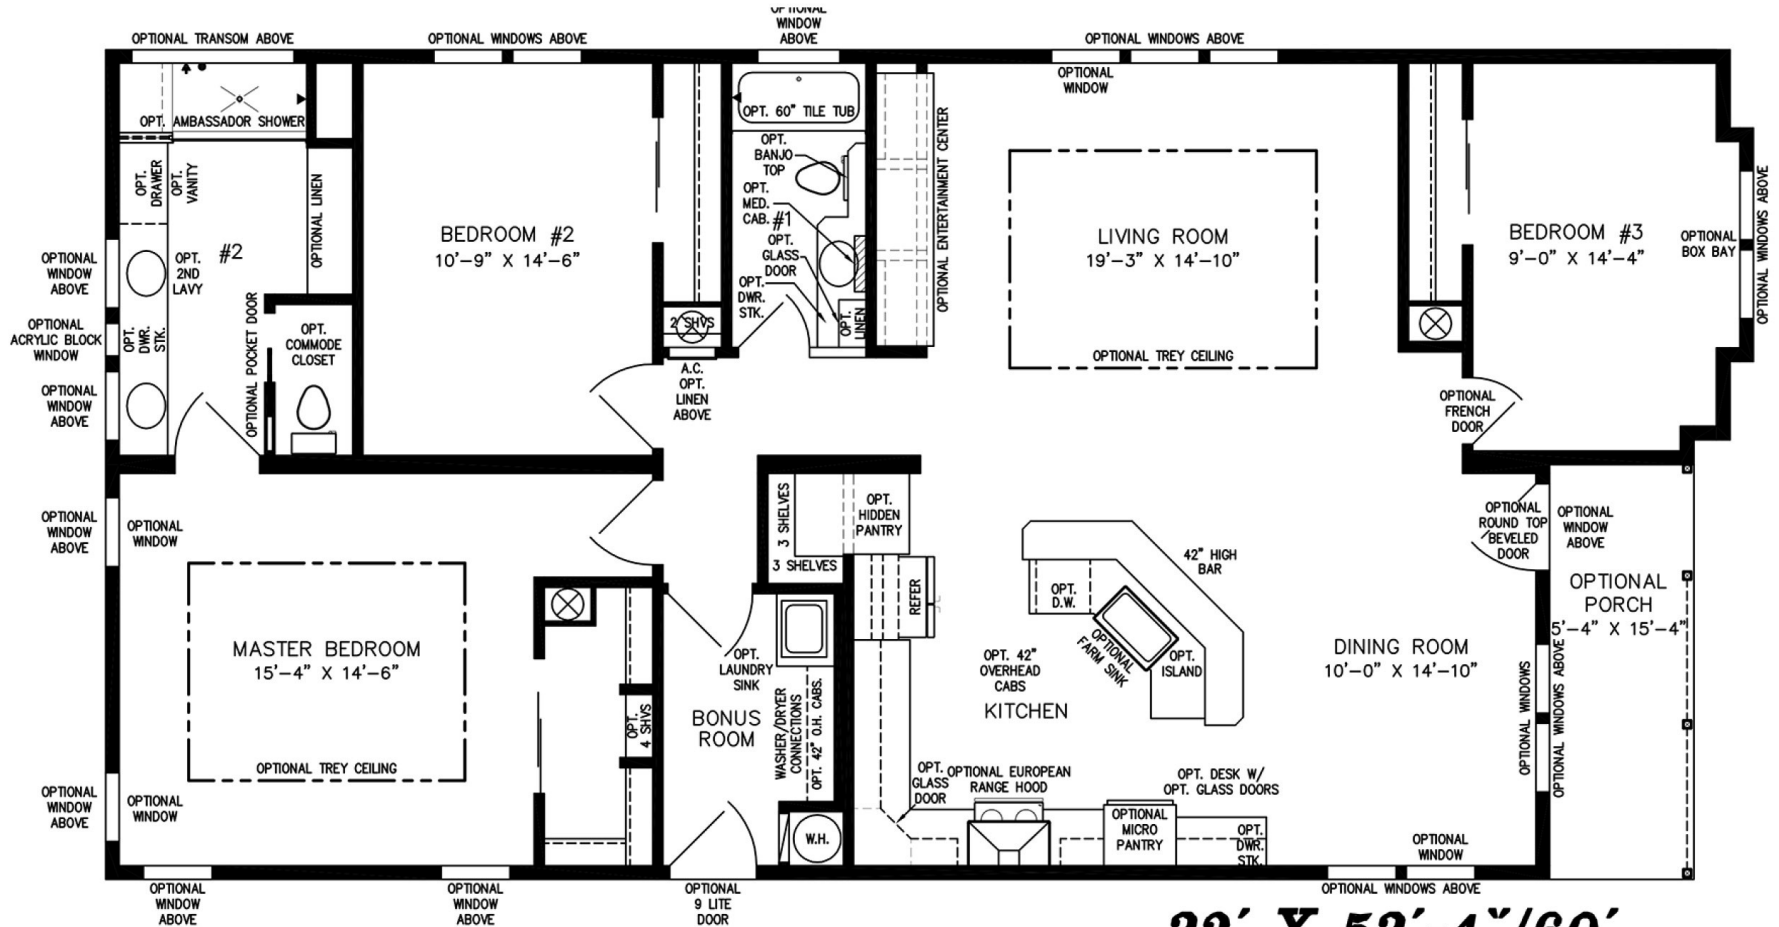 OPTIONAL TRANSOM ABOVE
OPTIONAL WINDOWS ABOVE
OPTIONAL
WINDOW
ABOVE
OPTIONAL WINDOWS ABOVE
OPTIONAL
WINDOW
OPT. AMBASSADOR SHOWER
OPT.
DRAWER
OPT.
VANITY
OPTIONAL LINEN
#2
OPT.
2ND
LAVY
OPTIONAL
WINDOW
ABOVE
OPTIONAL
ACRYLIC BLOCK
WINDOW
OPTIONAL
WINDOW
ABOVE
OPT.
DWR.
STK.
OPTIONAL POCKET DOOR
OPT.
COMMODE
CLOSET
BEDROOM #2
10'-9" X 14'-6"
2 SHVS
A.C.
OPT.
LINEN
ABOVE
OPT. 60" TILE TUB
OPT.
BANJO
TOP
OPT.
MED.
CAB.
#1
OPT.
GLASS
DOOR
OPT.
DWR.
STK.
OPT.
LINEN
OPTIONAL ENTERTAINMENT CENTER
LIVING ROOM
19'-3" X 14'-10"
OPTIONAL TREY CEILING
BEDROOM #3
9'-0" X 14'-4"
OPTIONAL
BOX BAY
OPTIONAL WINDOWS ABOVE
OPTIONAL
FRENCH
DOOR
OPTIONAL
WINDOW
ABOVE
OPTIONAL
WINDOW
MASTER BEDROOM
15'-4" X 14'-6"
OPTIONAL TREY CEILING
OPTIONAL
WINDOW
ABOVE
OPTIONAL
WINDOW
OPTIONAL
WINDOW
ABOVE
OPTIONAL
WINDOW
ABOVE
OPT.
4 SHVS
3 SHELVES
3 SHELVES
OPT.
HIDDEN
PANTRY
REFER
OPT.
LAUNDRY
SINK
BONUS
ROOM
WASHER/DRYER
CONNECTIONS
OPT. 42" O.H. CABS.
W.H.
OPTIONAL
9 LITE
DOOR
42" HIGH
BAR
OPT.
D.W.
OPTIONAL
FARM SINK
OPT.
ISLAND
OPT. 42"
OVERHEAD
CABS
KITCHEN
OPT.
GLASS
DOOR
OPTIONAL EUROPEAN
RANGE HOOD
OPT. DESK W/
OPT. GLASS DOORS
OPTIONAL
MICRO
PANTRY
OPT.
DWR.
STK.
DINING ROOM
10'-0" X 14'-10"
OPTIONAL
ROUND TOP
BEVELED
DOOR
OPTIONAL
WINDOW
ABOVE
OPTIONAL
PORCH
5'-4" X 15'-4"
OPTIONAL WINDOWS
OPTIONAL WINDOWS ABOVE
OPTIONAL
WINDOW
OPTIONAL WINDOWS ABOVE